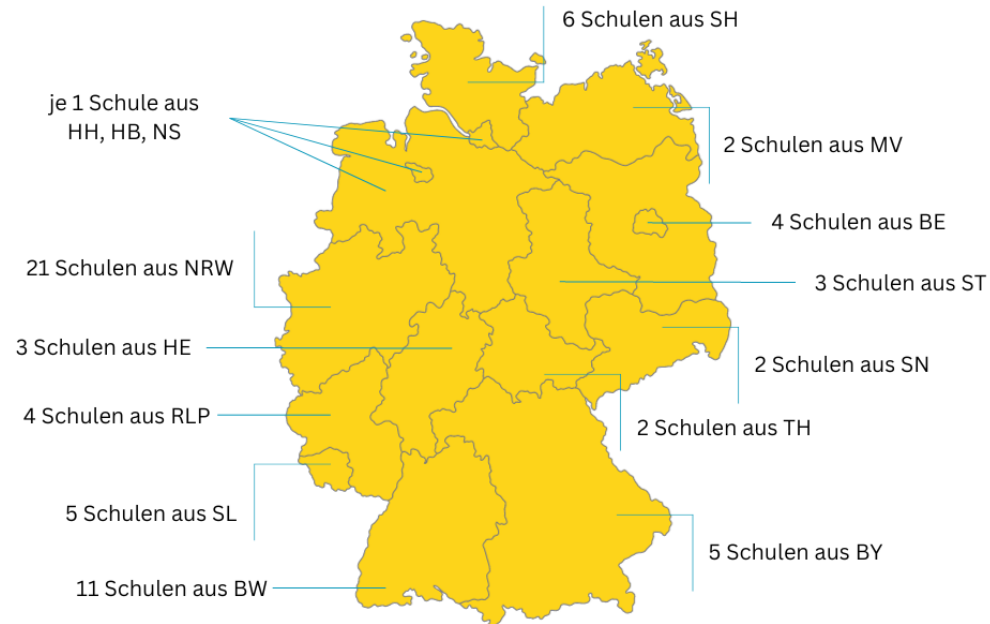 6 Schulen aus SH
je 1 Schule aus
HH, HB, NS
2 Schulen aus MV
4 Schulen aus BE
21 Schulen aus NRW
3 Schulen aus ST
3 Schulen aus HE
2 Schulen aus SN
4 Schulen aus RLP
2 Schulen aus TH
5 Schulen aus SL
5 Schulen aus BY
11 Schulen aus BW